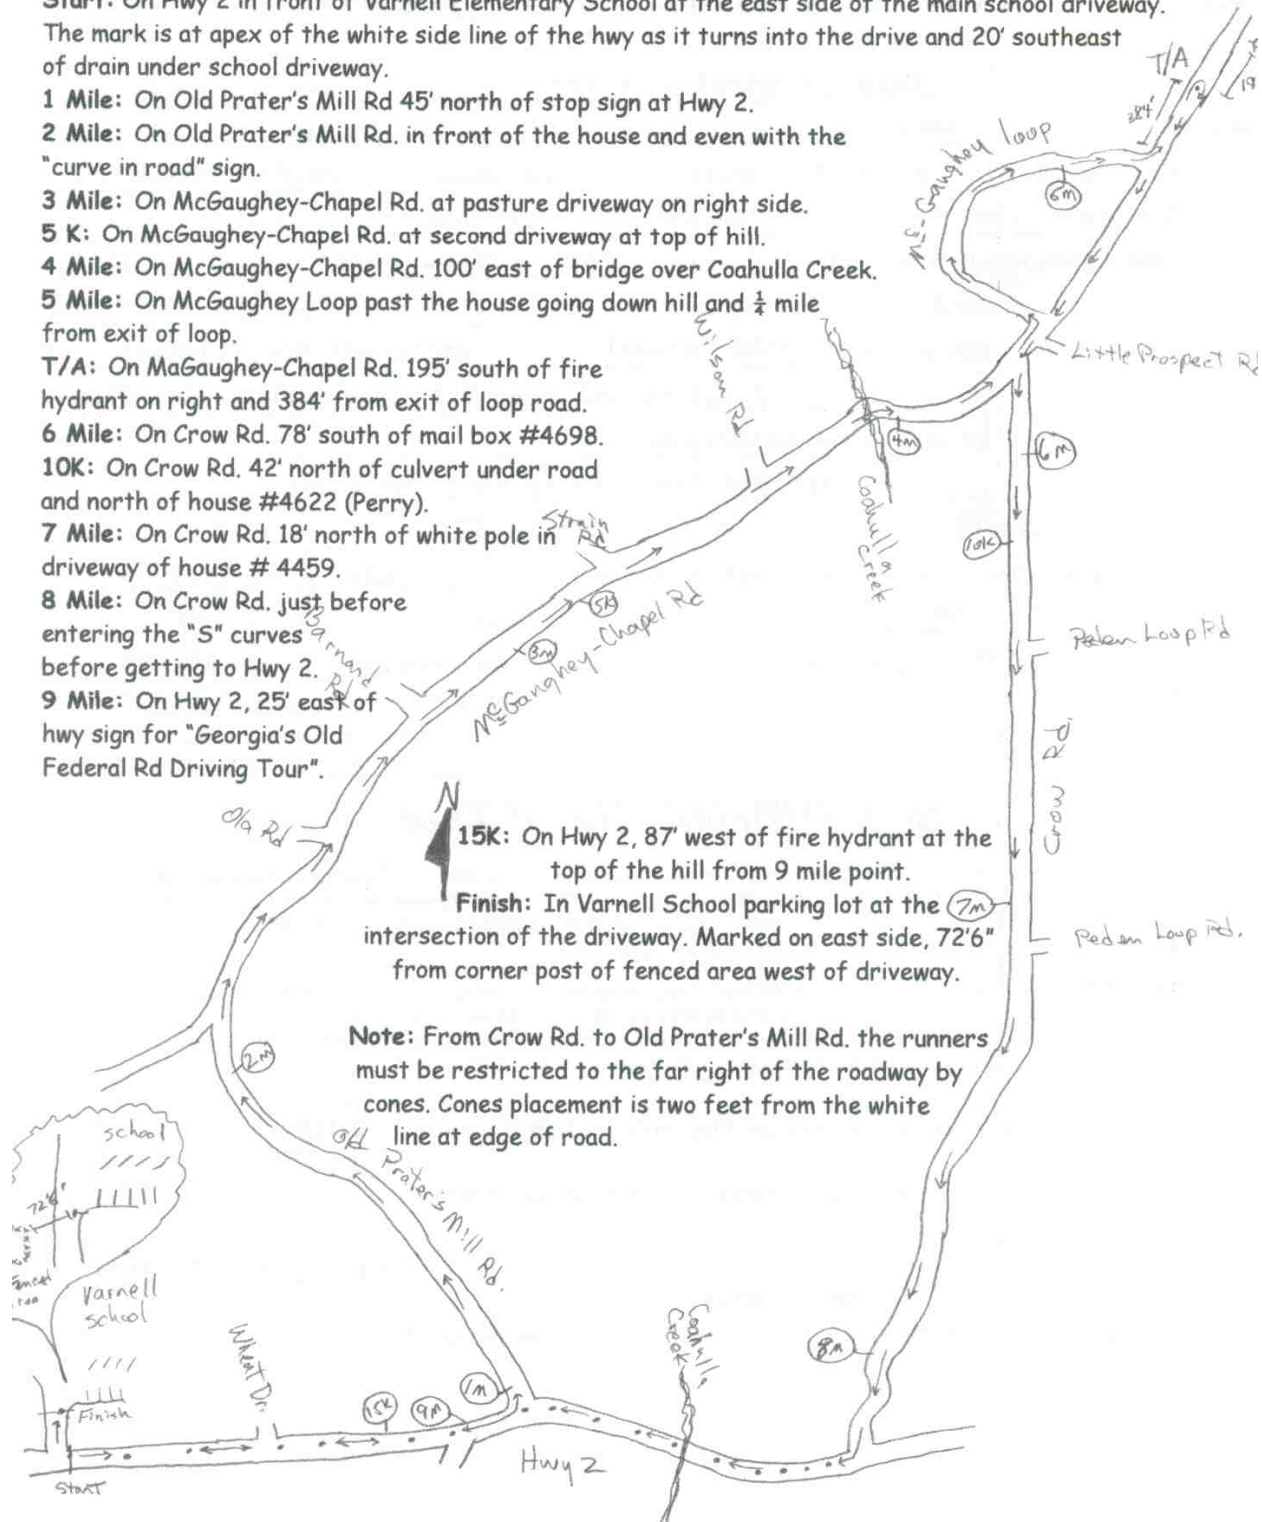 Start: On Hwy 2 in front of Varnell Elementary School at the east side of the main school driveway.
The mark is at apex of the white side line of the hwy as it turns into the drive and 20' southeast
of drain under school driveway.
1 Mile: On Old Prater's Mill Rd 45' north of stop sign at Hwy 2.
2 Mile: On Old Prater's Mill Rd. in front of the house and even with the
"curve in road" sign.
3 Mile: On McGaughey-Chapel Rd. at pasture driveway on right side.
5 K: On McGaughey-Chapel Rd. at second driveway at top of hill.
4 Mile: On McGaughey-Chapel Rd. 100' east of bridge over Coahulla Creek.
5 Mile: On McGaughey Loop past the house going down hill and ¼ mile
from exit of loop.
T/A: On MaGaughey-Chapel Rd. 195' south of fire
hydrant on right and 384' from exit of loop road.
6 Mile: On Crow Rd. 78' south of mail box #4698.
10K: On Crow Rd. 42' north of culvert under road
and north of house #4622 (Perry).
7 Mile: On Crow Rd. 18' north of white pole in
driveway of house # 4459.
8 Mile: On Crow Rd. just before
entering the "S" curves
before getting to Hwy 2.
9 Mile: On Hwy 2, 25' east of
hwy sign for "Georgia's Old
Federal Rd Driving Tour".
T/A
384'
19
McGaughey loop
Little Prospect Rd
Wilson Rd
4M
6M
Coahulla
Creek
10K
Strain
Rd
5K
3M
McGaughey-Chapel Rd
Barnard
Rd
Peden Loop Rd
Crow Rd.
Ola Rd
N
15K: On Hwy 2, 87' west of fire hydrant at the
top of the hill from 9 mile point.
Finish: In Varnell School parking lot at the
7M
intersection of the driveway. Marked on east side, 72'6"
from corner post of fenced area west of driveway.
Peden Loop Rd.
Note: From Crow Rd. to Old Prater's Mill Rd. the runners
must be restricted to the far right of the roadway by
cones. Cones placement is two feet from the white
line at edge of road.
2M
Old Prater's Mill Rd.
school
72'6"
Varnell
school
Wheat Dr.
Coahulla
Creek
8M
1M
9M
15K
Finish
Hwy 2
START